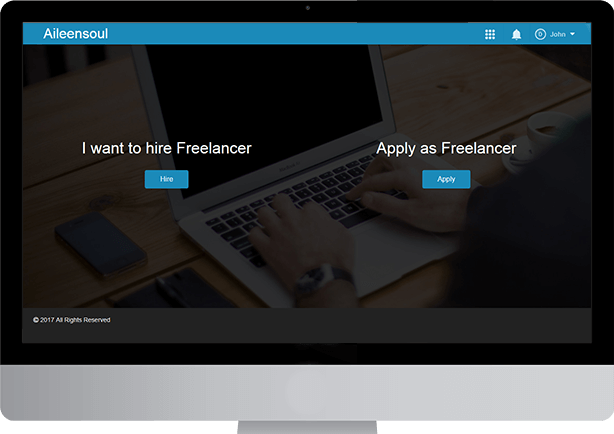 Aileensoul
John
I want to hire Freelancer
Apply as Freelancer
Hire
Apply
© 2017 All Rights Reserved